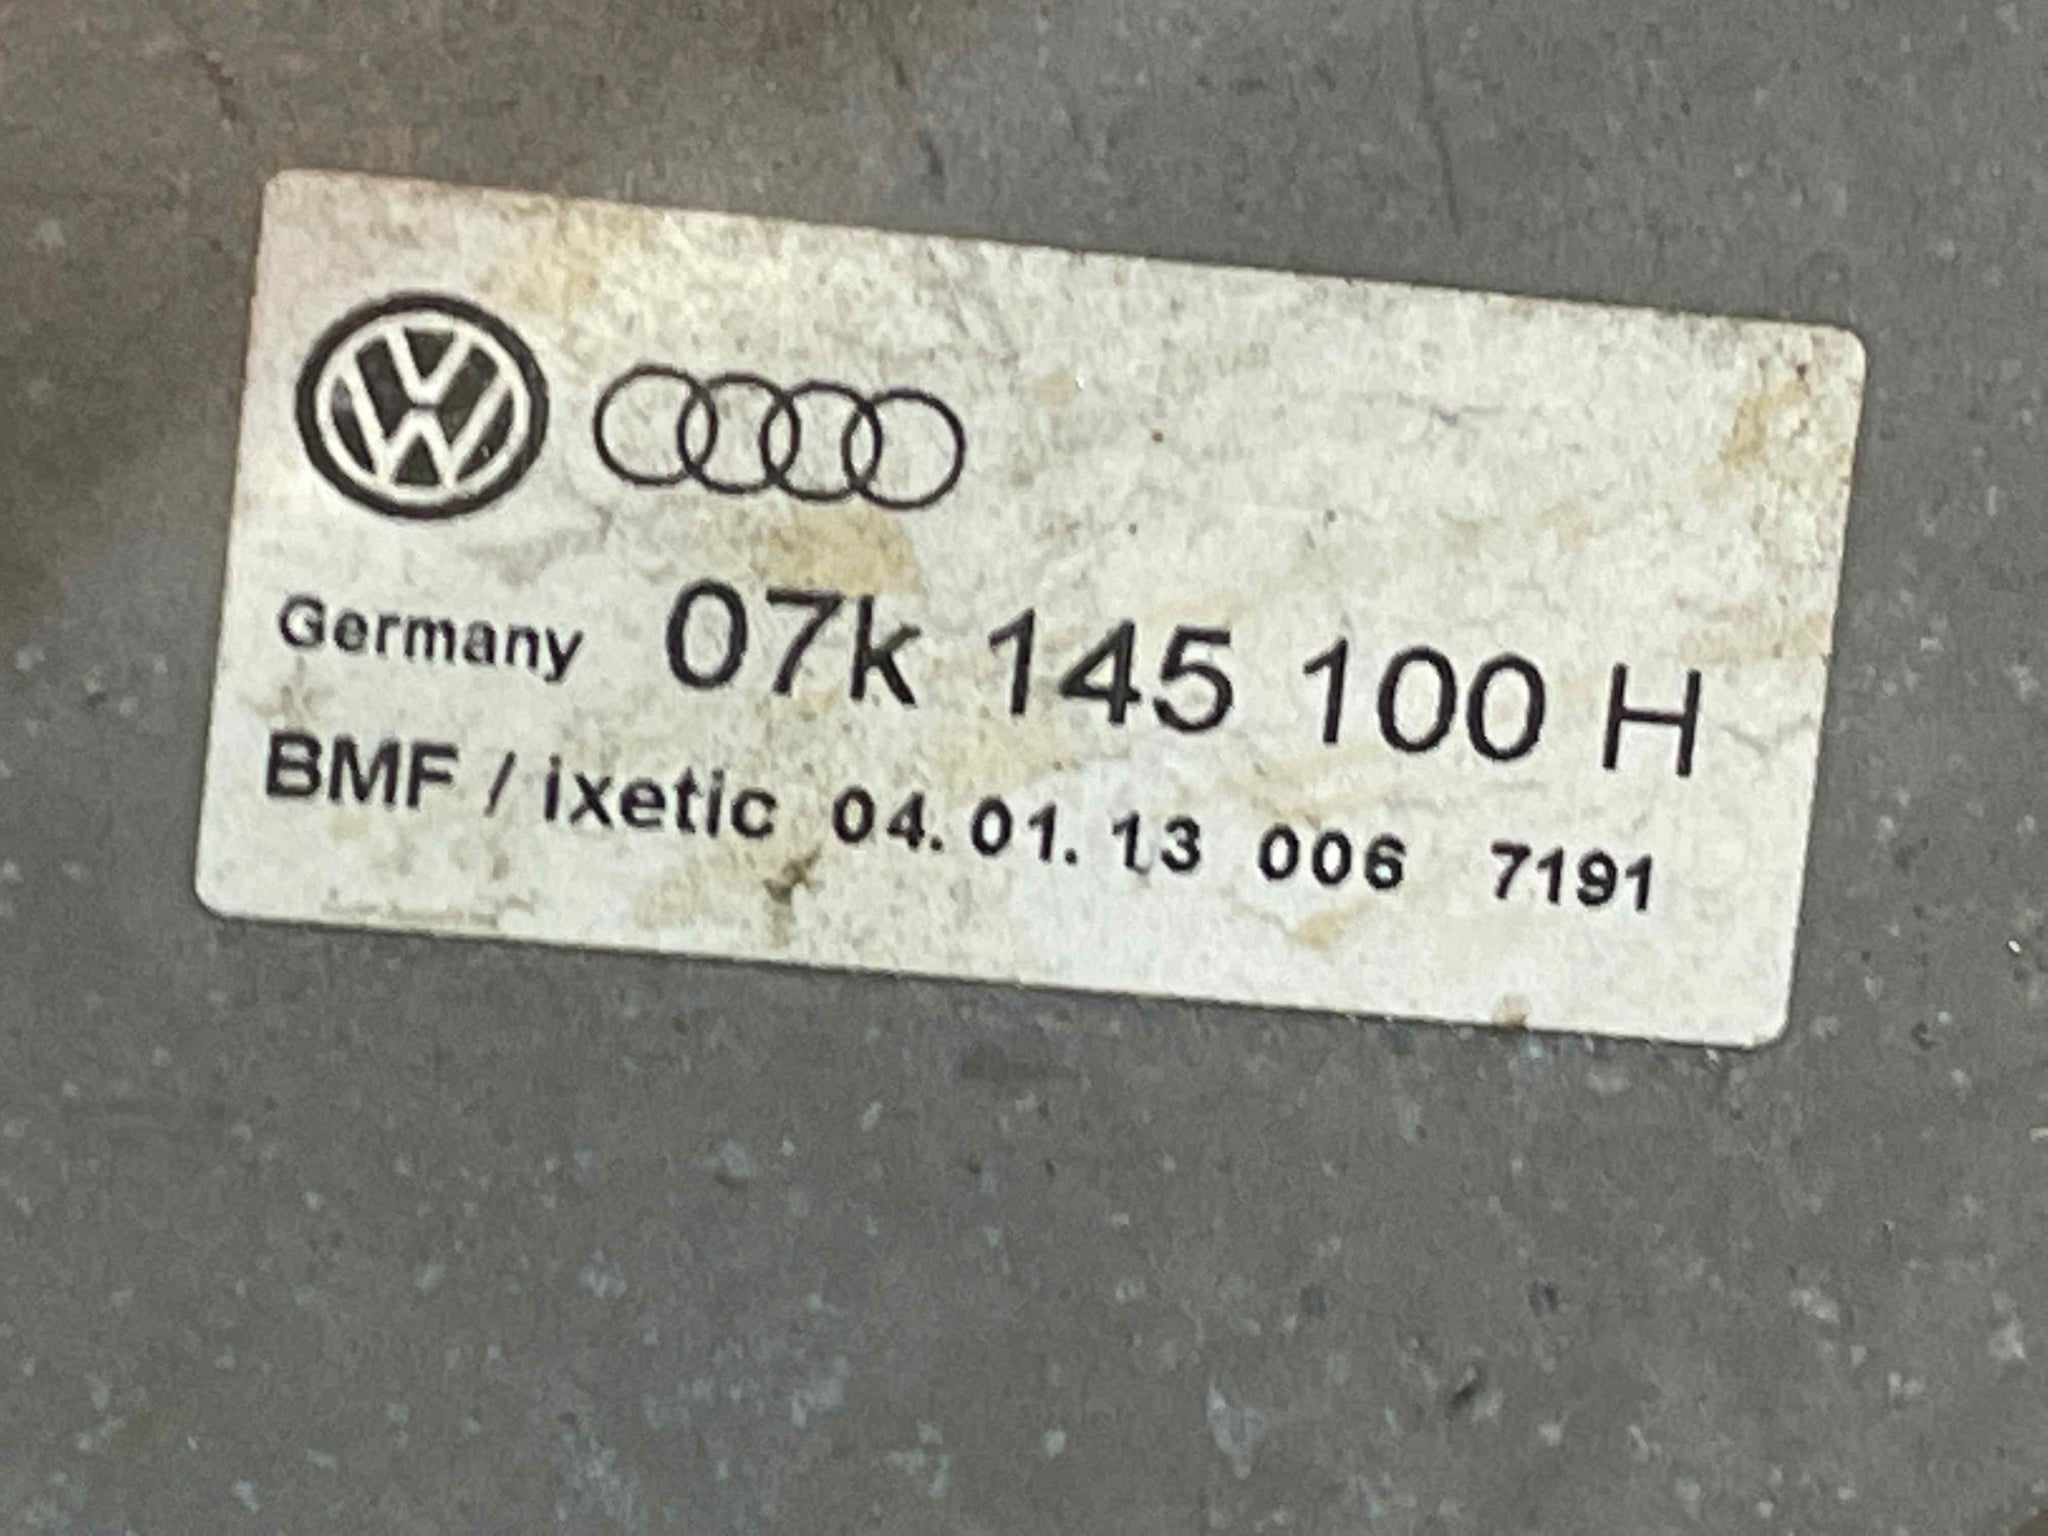 Germany 07k 145 100 H
BMF / ixetic 04.01.13 006 7191